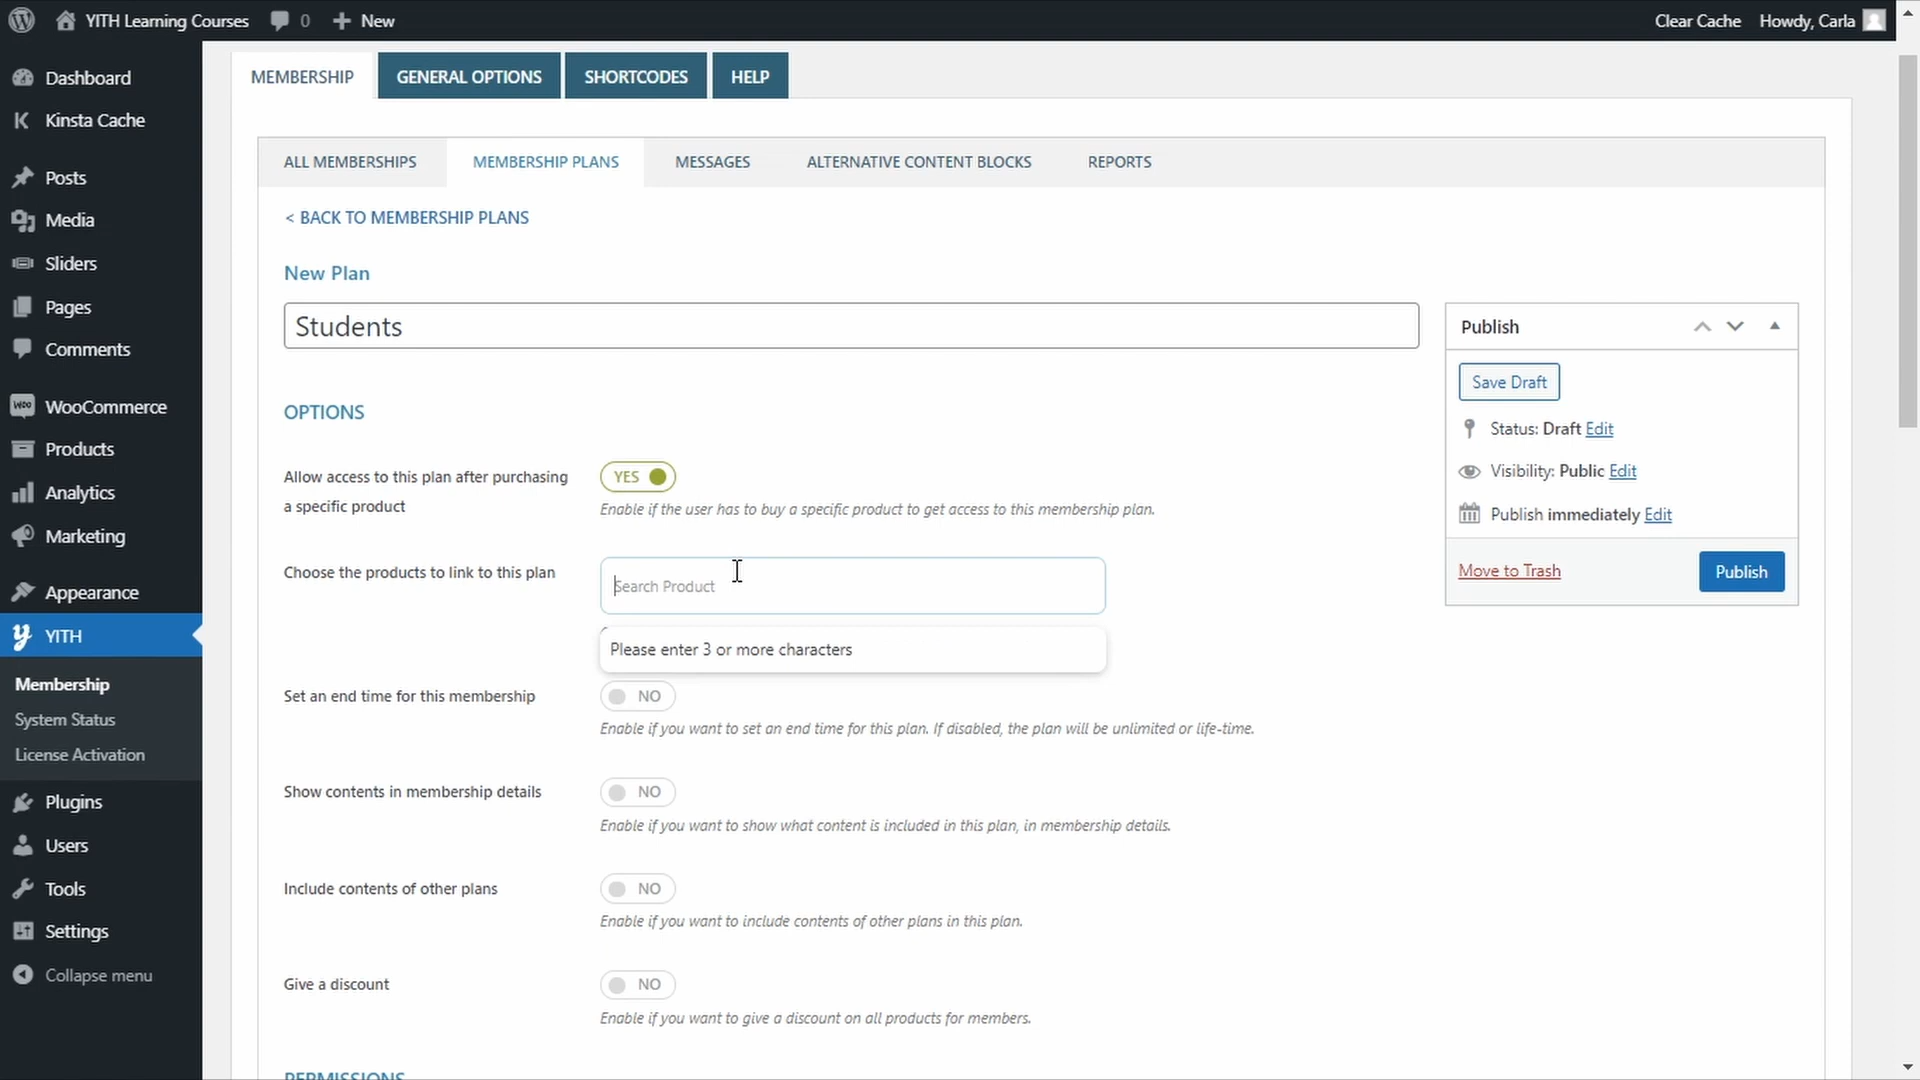 YITH Learning Courses 0 New Clear Cache Howdy, Carla
Dashboard
Kinsta Cache
Posts
Media
Sliders
Pages
Comments
WooCommerce
Products
Analytics
Marketing
Appearance
YITH
Membership
System Status
License Activation
Plugins
Users
Tools
Settings
Collapse menu
MEMBERSHIP GENERAL OPTIONS SHORTCODES HELP
ALL MEMBERSHIPS MEMBERSHIP PLANS MESSAGES ALTERNATIVE CONTENT BLOCKS REPORTS
< BACK TO MEMBERSHIP PLANS
New Plan
Students
OPTIONS
Allow access to this plan after purchasing
a specific product
YES
Enable if the user has to buy a specific product to get access to this membership plan.
Choose the products to link to this plan
Search Product
Please enter 3 or more characters
Set an end time for this membership
NO
Enable if you want to set an end time for this plan. If disabled, the plan will be unlimited or life-time.
Show contents in membership details
NO
Enable if you want to show what content is included in this plan, in membership details.
Include contents of other plans
NO
Enable if you want to include contents of other plans in this plan.
Give a discount
NO
Enable if you want to give a discount on all products for members.
PERMISSIONS
Publish
Save Draft
Status: Draft Edit
Visibility: Public Edit
Publish immediately Edit
Move to Trash
Publish